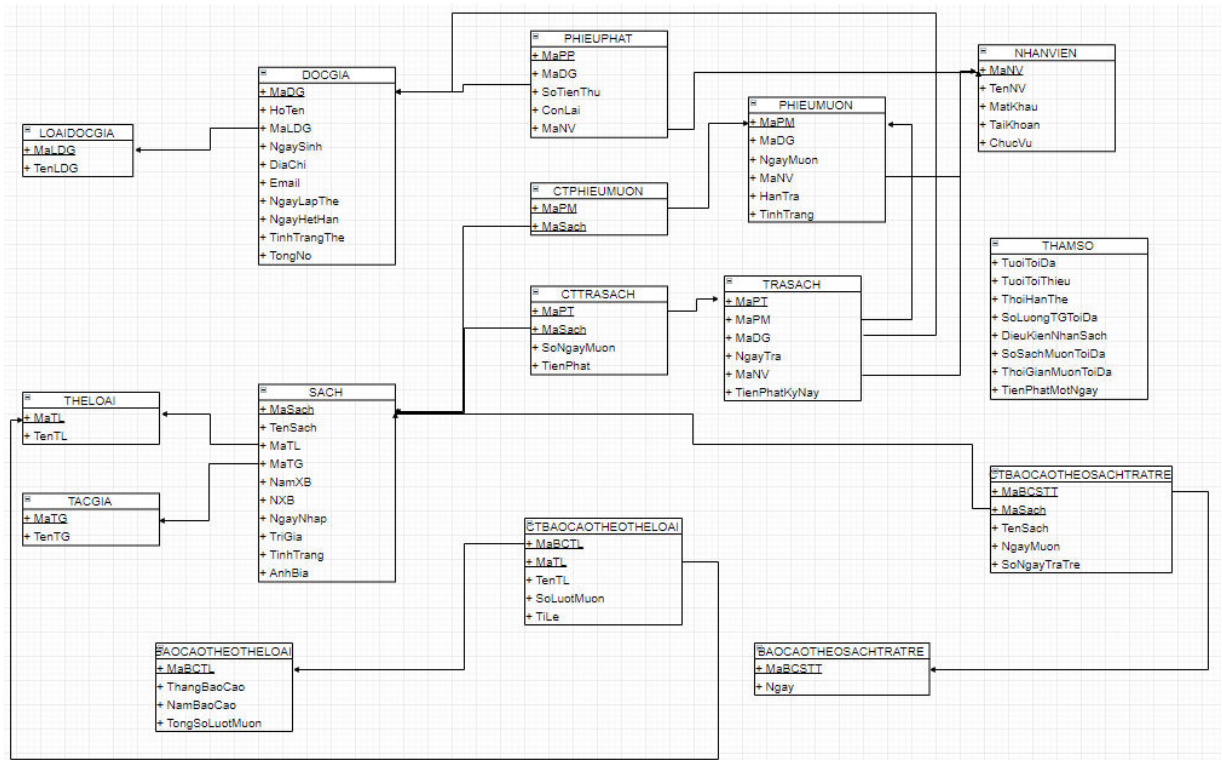 PHIEUPHAT
+ MaPP
+ MaDG
+ SoTienThu
+ ConLai
+ MaNV
NHANVIEN
+ MaNV
+ TenNV
+ MatKhau
+ TaiKhoan
+ ChucVu
DOCGIA
+ MaDG
+ HoTen
+ MaLDG
+ NgaySinh
+ DiaChi
+ Email
+ NgayLapThe
+ NgayHetHan
+ TinhTrangThe
+ TongNo
PHIEUMUON
+ MaPM
+ MaDG
+ NgayMuon
+ MaNV
+ HanTra
+ TinhTrang
LOAIDOCGIA
+ MaLDG
+ TenLDG
CTPHIEUMUON
+ MaPM
+ MaSach
THAMSO
+ TuoiToiDa
+ TuoiToiThieu
+ ThoiHanThe
+ SoLuongTGToiDa
+ DieuKienNhanSach
+ SoSachMuonToiDa
+ ThoiGianMuonToiDa
+ TienPhatMotNgay
CTTRASACH
+ MaPT
+ MaSach
+ SoNgayMuon
+ TienPhat
TRASACH
+ MaPT
+ MaPM
+ MaDG
+ NgayTra
+ MaNV
+ TienPhatKyNay
THELOAI
+ MaTL
+ TenTL
SACH
+ MaSach
+ TenSach
+ MaTL
+ MaTG
+ NamXB
+ NXB
+ NgayNhap
+ TriGia
+ TinhTrang
+ AnhBia
TACGIA
+ MaTG
+ TenTG
CTBAOCAOTHEOSACHTRATRE
+ MaBCSTT
+ MaSach
+ TenSach
+ NgayMuon
+ SoNgayTraTre
CTBAOCAOTHEOTHELOAI
+ MaBCTL
+ MaTL
+ TenTL
+ SoLuotMuon
+ TiLe
BAOCAOTHEOTHELOAI
+ MaBCTL
+ ThangBaoCao
+ NamBaoCao
+ TongSoLuotMuon
BAOCAOTHEOSACHTRATRE
+ MaBCSTT
+ Ngay